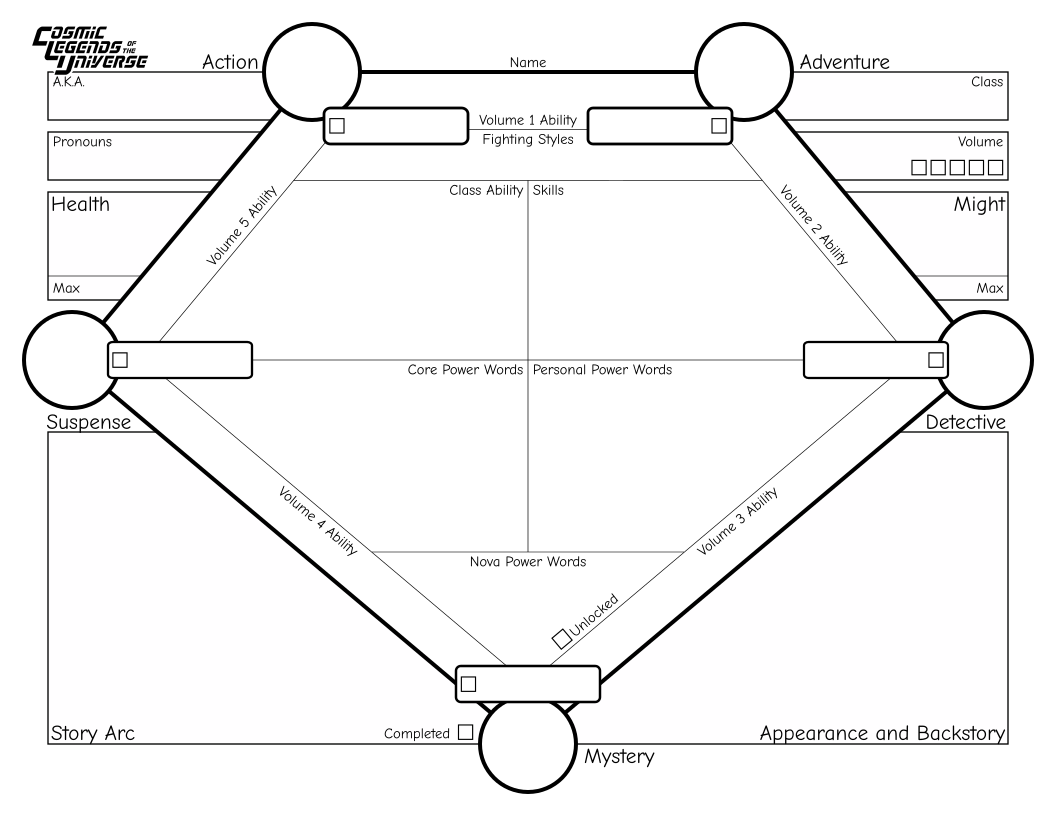 COSMIC
LEGENDS OF THE
UNIVERSE
Action
Name
Adventure
A.K.A.
Class
Volume 1 Ability
Fighting Styles
Pronouns
Volume
Class Ability
Skills
Health
Might
Volume 5 Ability
Volume 2 Ability
Max
Max
Core Power Words
Personal Power Words
Suspense
Detective
Volume 4 Ability
Volume 3 Ability
Nova Power Words
Unlocked
Story Arc
Completed
Appearance and Backstory
Mystery